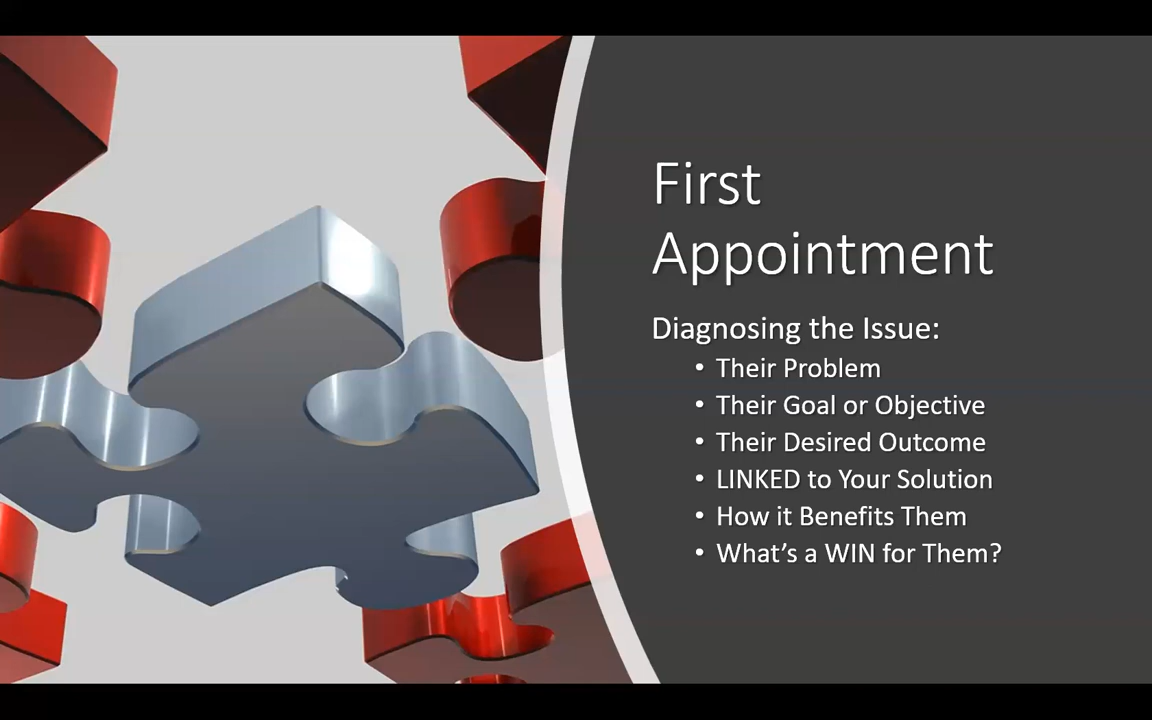 First
Appointment
Diagnosing the Issue:
• Their Problem
• Their Goal or Objective
• Their Desired Outcome
• LINKED to Your Solution
• How it Benefits Them
• What’s a WIN for Them?